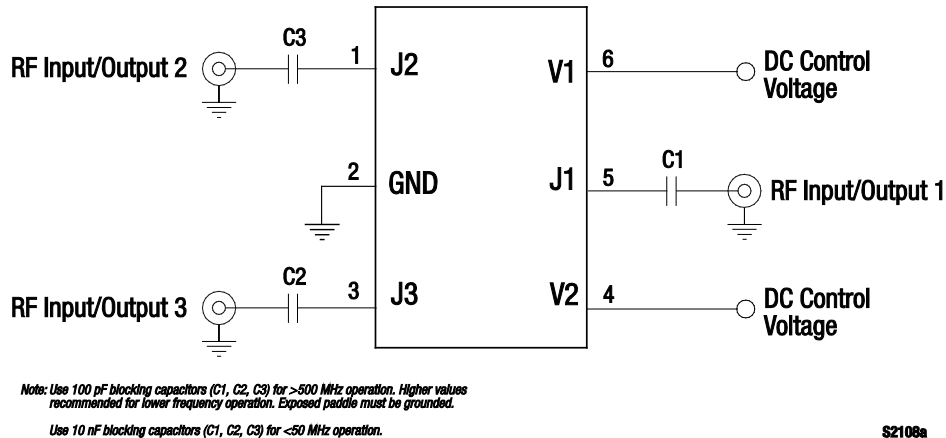 C3
RF Input/Output 2
1
J2
V1
6
DC Control
Voltage
2
GND
J1
5
C1
RF Input/Output 1
C2
RF Input/Output 3
3
J3
V2
4
DC Control
Voltage
Note: Use 100 pF blocking capacitors (C1, C2, C3) for >500 MHz operation. Higher values
recommended for lower frequency operation. Exposed paddle must be grounded.
Use 10 nF blocking capacitors (C1, C2, C3) for <50 MHz operation.
S2108a